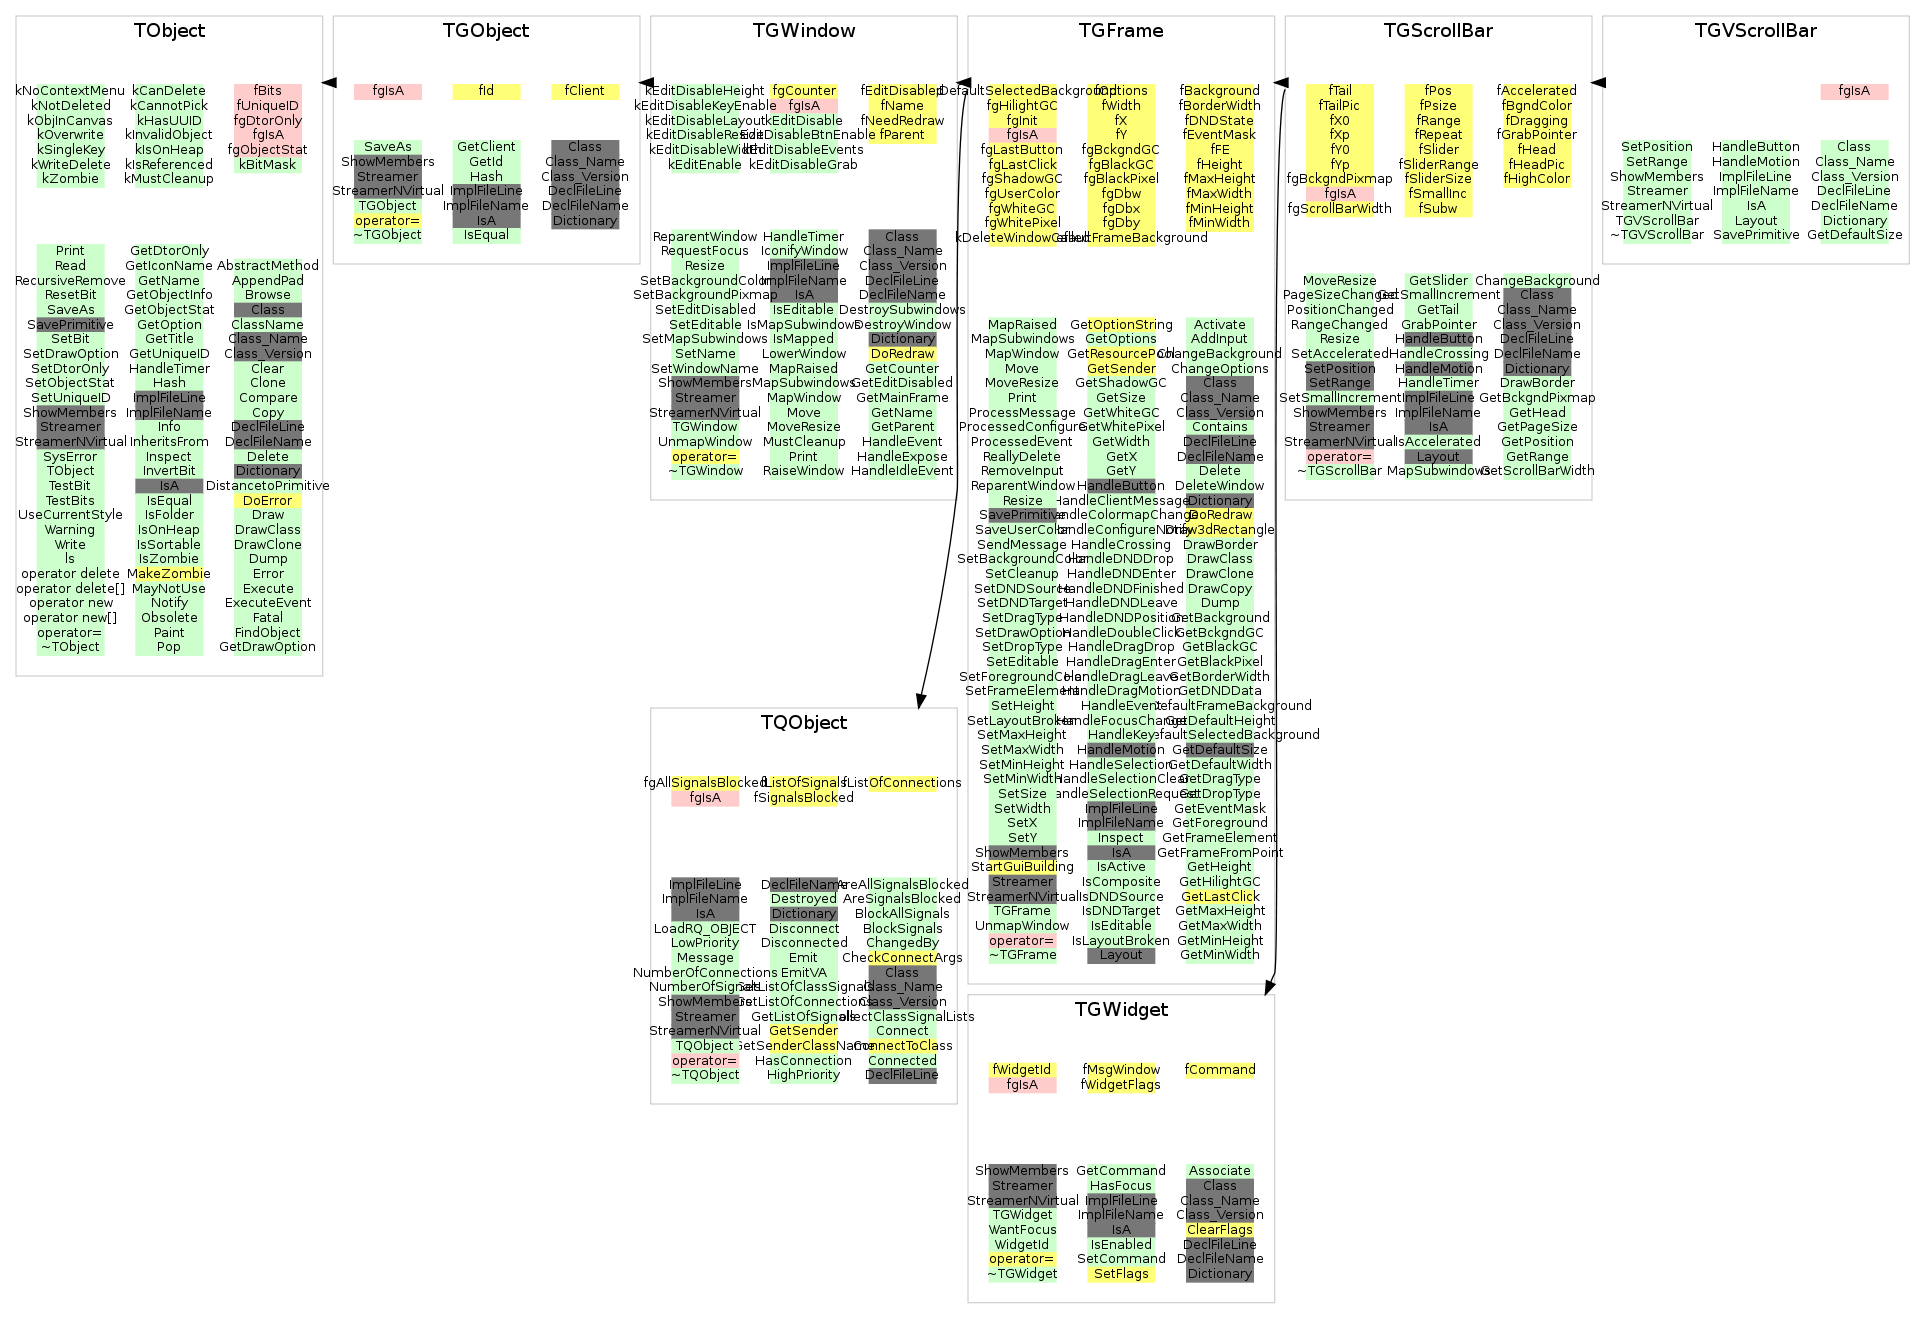 TObject
kNoContextMenu
kNotDeleted
kObjInCanvas
kOverwrite
kSingleKey
kWriteDelete
kZombie
kCanDelete
kCannotPick
kHasUUID
kInvalidObject
kIsOnHeap
kIsReferenced
kMustCleanup
fBits
fUniqueID
fgDtorOnly
fgIsA
fgObjectStat
kBitMask
Print
Read
RecursiveRemove
ResetBit
SaveAs
SavePrimitive
SetBit
SetDrawOption
SetDtorOnly
SetObjectStat
SetUniqueID
ShowMembers
Streamer
StreamerNVirtual
SysError
TObject
TestBit
TestBits
UseCurrentStyle
Warning
Write
ls
operator delete
operator delete[]
operator new
operator new[]
operator=
~TObject
GetDtorOnly
GetIconName
GetName
GetObjectInfo
GetObjectStat
GetOption
GetTitle
GetUniqueID
HandleTimer
Hash
ImplFileLine
ImplFileName
Info
InheritsFrom
Inspect
InvertBit
IsA
IsEqual
IsFolder
IsOnHeap
IsSortable
IsZombie
MakeZombie
MayNotUse
Notify
Obsolete
Paint
Pop
AbstractMethod
AppendPad
Browse
Class
ClassName
Class_Name
Class_Version
Clear
Clone
Compare
Copy
DeclFileLine
DeclFileName
Delete
Dictionary
DistancetoPrimitive
DoError
Draw
DrawClass
DrawClone
Dump
Error
Execute
ExecuteEvent
Fatal
FindObject
GetDrawOption
TGObject
fgIsA
fId
fClient
SaveAs
ShowMembers
Streamer
StreamerNVirtual
TGObject
operator=
~TGObject
GetClient
GetId
Hash
ImplFileLine
ImplFileName
IsA
IsEqual
Class
Class_Name
Class_Version
DeclFileLine
DeclFileName
Dictionary
TGWindow
kEditDisableHeight
kEditDisableKeyEnable
kEditDisableLayout
kEditDisableResize
kEditDisableWidth
kEditEnable
fgCounter
fgIsA
kEditDisable
kEditDisableBtnEnable
kEditDisableEvents
kEditDisableGrab
fEditDisabled
fName
fNeedRedraw
fParent
ReparentWindow
RequestFocus
Resize
SetBackgroundColor
SetBackgroundPixmap
SetEditDisabled
SetEditable
SetMapSubwindows
SetName
SetWindowName
ShowMembers
Streamer
StreamerNVirtual
TGWindow
UnmapWindow
operator=
~TGWindow
HandleTimer
IconifyWindow
ImplFileLine
ImplFileName
IsA
IsEditable
IsMapSubwindows
IsMapped
LowerWindow
MapRaised
MapSubwindows
MapWindow
Move
MoveResize
MustCleanup
Print
RaiseWindow
Class
Class_Name
Class_Version
DeclFileLine
DeclFileName
DestroySubwindows
DestroyWindow
Dictionary
DoRedraw
GetCounter
GetEditDisabled
GetMainFrame
GetName
GetParent
HandleEvent
HandleExpose
HandleIdleEvent
TGFrame
DefaultSelectedBackground
fgHilightGC
fgInit
fgIsA
fgLastButton
fgLastClick
fgShadowGC
fgUserColor
fgWhiteGC
fgWhitePixel
kDeleteWindowCalled
fOptions
fWidth
fX
fY
fgBckgndGC
fgBlackGC
fgBlackPixel
fgDbw
fgDbx
fgDby
efaultFrameBackground
fBackground
fBorderWidth
fDNDState
fEventMask
fFE
fHeight
fMaxHeight
fMaxWidth
fMinHeight
fMinWidth
MapRaised
MapSubwindows
MapWindow
Move
MoveResize
Print
ProcessMessage
ProcessedConfigure
ProcessedEvent
ReallyDelete
RemoveInput
ReparentWindow
Resize
SavePrimitive
SaveUserColor
SendMessage
SetBackgroundColor
SetCleanup
SetDNDSource
SetDNDTarget
SetDragType
SetDrawOption
SetDropType
SetEditable
SetForegroundColor
SetFrameElement
SetHeight
SetLayoutBroken
SetMaxHeight
SetMaxWidth
SetMinHeight
SetMinWidth
SetSize
SetWidth
SetX
SetY
ShowMembers
StartGuiBuilding
Streamer
StreamerNVirtual
TGFrame
UnmapWindow
operator=
~TGFrame
GetOptionString
GetOptions
GetResourcePool
GetSender
GetShadowGC
GetSize
GetWhiteGC
GetWhitePixel
GetWidth
GetX
GetY
HandleButton
HandleClientMessage
HandleColormapChange
HandleConfigureNotify
HandleCrossing
HandleDNDDrop
HandleDNDEnter
HandleDNDFinished
HandleDNDLeave
HandleDNDPosition
HandleDoubleClick
HandleDragDrop
HandleDragEnter
HandleDragLeave
HandleDragMotion
HandleEvent
HandleFocusChange
HandleKey
HandleMotion
HandleSelection
HandleSelectionClear
HandleSelectionRequest
ImplFileLine
ImplFileName
Inspect
IsA
IsActive
IsComposite
IsDNDSource
IsDNDTarget
IsEditable
IsLayoutBroken
Layout
Activate
AddInput
ChangeBackground
ChangeOptions
Class
Class_Name
Class_Version
Contains
DeclFileLine
DeclFileName
Delete
DeleteWindow
Dictionary
DoRedraw
Draw3dRectangle
DrawBorder
DrawClass
DrawClone
DrawCopy
Dump
GetBackground
GetBckgndGC
GetBlackGC
GetBlackPixel
GetBorderWidth
GetDNDData
efaultFrameBackground
GetDefaultHeight
efaultSelectedBackground
GetDefaultSize
GetDefaultWidth
GetDragType
GetDropType
GetEventMask
GetForeground
GetFrameElement
GetFrameFromPoint
GetHeight
GetHilightGC
GetLastClick
GetMaxHeight
GetMaxWidth
GetMinHeight
GetMinWidth
TGScrollBar
fTail
fTailPic
fX0
fXp
fY0
fYp
fgBckgndPixmap
fgIsA
fgScrollBarWidth
fPos
fPsize
fRange
fRepeat
fSlider
fSliderRange
fSliderSize
fSmallInc
fSubw
fAccelerated
fBgndColor
fDragging
fGrabPointer
fHead
fHeadPic
fHighColor
MoveResize
PageSizeChanged
PositionChanged
RangeChanged
Resize
SetAccelerated
SetPosition
SetRange
SetSmallIncrement
ShowMembers
Streamer
StreamerNVirtual
operator=
~TGScrollBar
GetSlider
GetSmallIncrement
GetTail
GrabPointer
HandleButton
HandleCrossing
HandleMotion
HandleTimer
ImplFileLine
ImplFileName
IsA
IsAccelerated
Layout
MapSubwindows
ChangeBackground
Class
Class_Name
Class_Version
DeclFileLine
DeclFileName
Dictionary
DrawBorder
GetBckgndPixmap
GetHead
GetPageSize
GetPosition
GetRange
GetScrollBarWidth
TGVScrollBar
fgIsA
SetPosition
SetRange
ShowMembers
Streamer
StreamerNVirtual
TGVScrollBar
~TGVScrollBar
HandleButton
HandleMotion
ImplFileLine
ImplFileName
IsA
Layout
SavePrimitive
Class
Class_Name
Class_Version
DeclFileLine
DeclFileName
Dictionary
GetDefaultSize
TQObject
fgAllSignalsBlocked
fgIsA
fListOfSignals
fSignalsBlocked
fListOfConnections
ImplFileLine
ImplFileName
IsA
LoadRQ_OBJECT
LowPriority
Message
NumberOfConnections
NumberOfSignals
ShowMembers
Streamer
StreamerNVirtual
TQObject
operator=
~TQObject
DeclFileName
Destroyed
Dictionary
Disconnect
Disconnected
Emit
EmitVA
GetListOfClassSignals
GetListOfConnections
GetListOfSignals
GetSender
GetSenderClassName
HasConnection
HighPriority
AreAllSignalsBlocked
AreSignalsBlocked
BlockAllSignals
BlockSignals
ChangedBy
CheckConnectArgs
Class
Class_Name
Class_Version
ollectClassSignalLists
Connect
ConnectToClass
Connected
DeclFileLine
TGWidget
fWidgetId
fgIsA
fMsgWindow
fWidgetFlags
fCommand
ShowMembers
Streamer
StreamerNVirtual
TGWidget
WantFocus
WidgetId
operator=
~TGWidget
GetCommand
HasFocus
ImplFileLine
ImplFileName
IsA
IsEnabled
SetCommand
SetFlags
Associate
Class
Class_Name
Class_Version
ClearFlags
DeclFileLine
DeclFileName
Dictionary